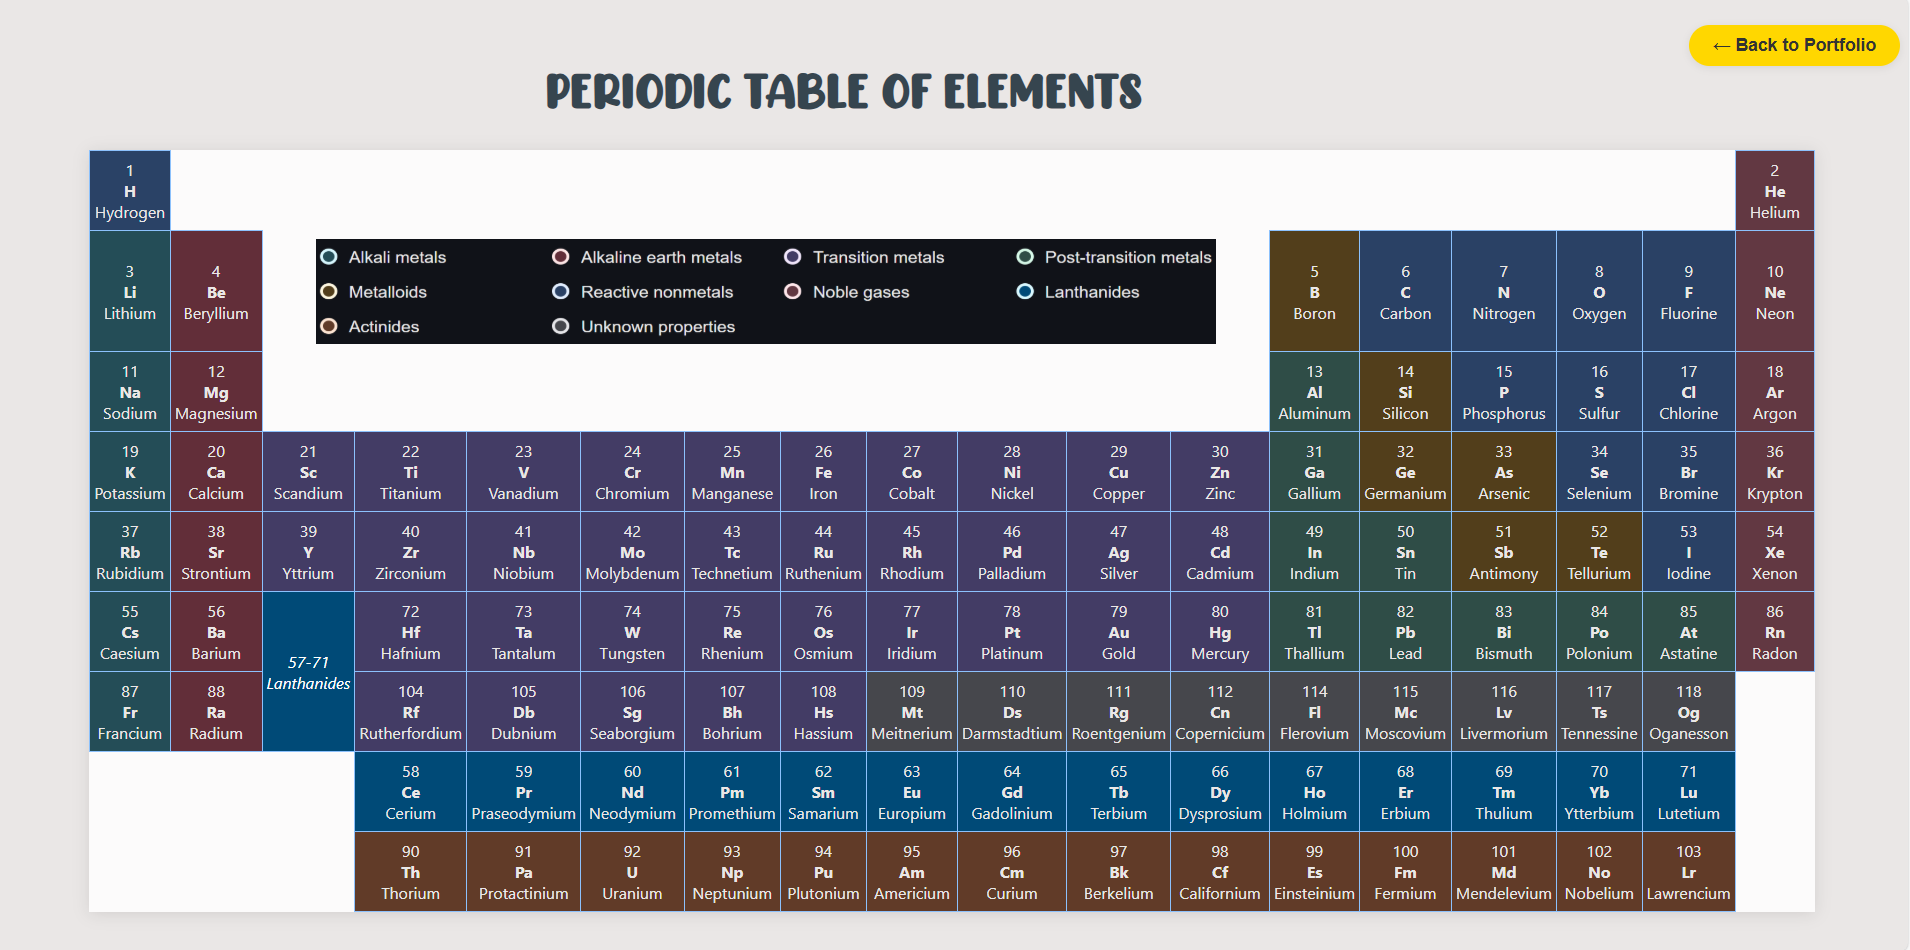 ← Back to Portfolio
PERIODIC TABLE OF ELEMENTS
1
H
Hydrogen
2
He
Helium
Alkali metals Alkaline earth metals Transition metals Post-transition metals
Metalloids Reactive nonmetals Noble gases Lanthanides
Actinides Unknown properties
3 4 5 6 7 8 9 10
Li Be B C N O F Ne
Lithium Beryllium Boron Carbon Nitrogen Oxygen Fluorine Neon
11 12 13 14 15 16 17 18
Na Mg Al Si P S Cl Ar
Sodium Magnesium Aluminum Silicon Phosphorus Sulfur Chlorine Argon
19 20 21 22 23 24 25 26 27 28 29 30 31 32 33 34 35 36
K Ca Sc Ti V Cr Mn Fe Co Ni Cu Zn Ga Ge As Se Br Kr
Potassium Calcium Scandium Titanium Vanadium Chromium Manganese Iron Cobalt Nickel Copper Zinc Gallium Germanium Arsenic Selenium Bromine Krypton
37 38 39 40 41 42 43 44 45 46 47 48 49 50 51 52 53 54
Rb Sr Y Zr Nb Mo Tc Ru Rh Pd Ag Cd In Sn Sb Te I Xe
Rubidium Strontium Yttrium Zirconium Niobium Molybdenum Technetium Ruthenium Rhodium Palladium Silver Cadmium Indium Tin Antimony Tellurium Iodine Xenon
55 56 72 73 74 75 76 77 78 79 80 81 82 83 84 85 86
Cs Ba Hf Ta W Re Os Ir Pt Au Hg Tl Pb Bi Po At Rn
Caesium Barium Hafnium Tantalum Tungsten Rhenium Osmium Iridium Platinum Gold Mercury Thallium Lead Bismuth Polonium Astatine Radon
57-71
Lanthanides
87 88 104 105 106 107 108 109 110 111 112 114 115 116 117 118
Fr Ra Rf Db Sg Bh Hs Mt Ds Rg Cn Fl Mc Lv Ts Og
Francium Radium Rutherfordium Dubnium Seaborgium Bohrium Hassium Meitnerium Darmstadtium Roentgenium Copernicium Flerovium Moscovium Livermorium Tennessine Oganesson
58 59 60 61 62 63 64 65 66 67 68 69 70 71
Ce Pr Nd Pm Sm Eu Gd Tb Dy Ho Er Tm Yb Lu
Cerium Praseodymium Neodymium Promethium Samarium Europium Gadolinium Terbium Dysprosium Holmium Erbium Thulium Ytterbium Lutetium
90 91 92 93 94 95 96 97 98 99 100 101 102 103
Th Pa U Np Pu Am Cm Bk Cf Es Fm Md No Lr
Thorium Protactinium Uranium Neptunium Plutonium Americium Curium Berkelium Californium Einsteinium Fermium Mendelevium Nobelium Lawrencium